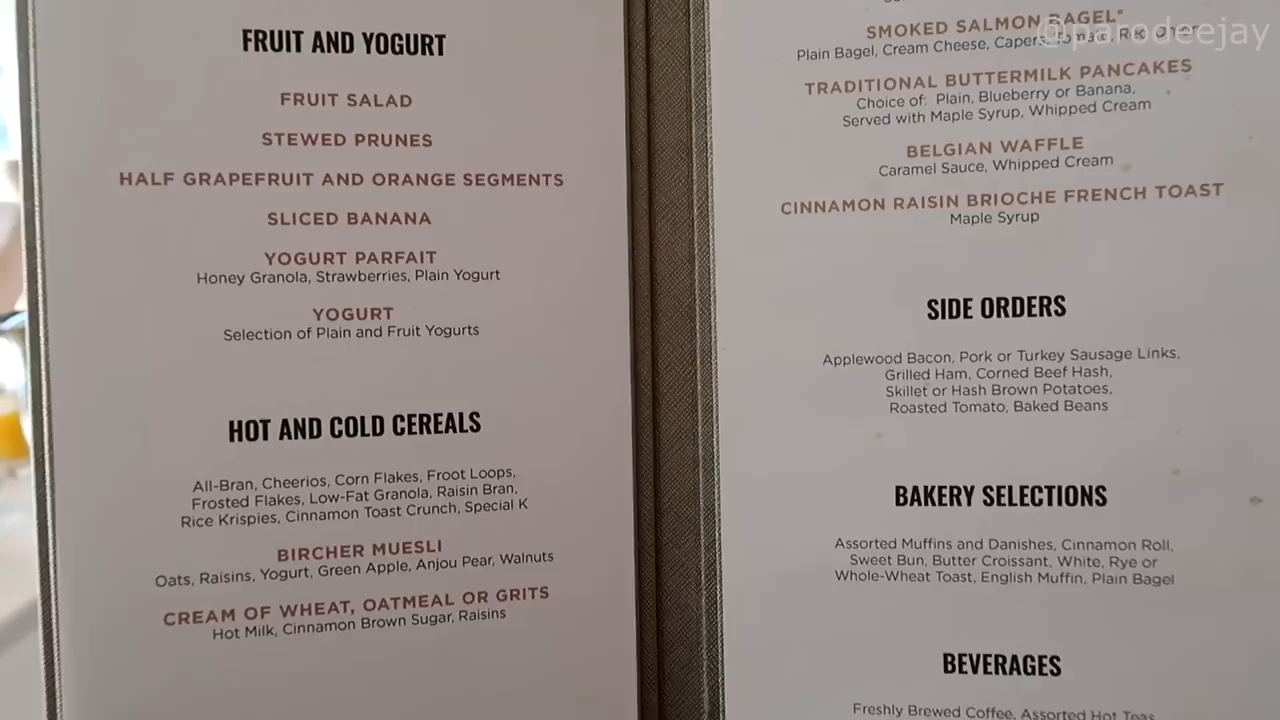 FRUIT AND YOGURT
FRUIT SALAD
STEWED PRUNES
HALF GRAPEFRUIT AND ORANGE SEGMENTS
SLICED BANANA
YOGURT PARFAIT
Honey Granola, Strawberries, Plain Yogurt
YOGURT
Selection of Plain and Fruit Yogurts
HOT AND COLD CEREALS
All-Bran, Cheerios, Corn Flakes, Froot Loops,
Frosted Flakes, Low-Fat Granola, Raisin Bran,
Rice Krispies, Cinnamon Toast Crunch, Special K
BIRCHER MUESLI
Oats, Raisins, Yogurt, Green Apple, Anjou Pear, Walnuts
CREAM OF WHEAT, OATMEAL OR GRITS
Hot Milk, Cinnamon Brown Sugar, Raisins
SMOKED SALMON BAGEL*
Plain Bagel, Cream Cheese, Capers, Tomato, Red Onion
@parodeejay
TRADITIONAL BUTTERMILK PANCAKES
Choice of: Plain, Blueberry or Banana,
Served with Maple Syrup, Whipped Cream
BELGIAN WAFFLE
Caramel Sauce, Whipped Cream
CINNAMON RAISIN BRIOCHE FRENCH TOAST
Maple Syrup
SIDE ORDERS
Applewood Bacon, Pork or Turkey Sausage Links,
Grilled Ham, Corned Beef Hash,
Skillet or Hash Brown Potatoes,
Roasted Tomato, Baked Beans
BAKERY SELECTIONS
Assorted Muffins and Danishes, Cinnamon Roll,
Sweet Bun, Butter Croissant, White, Rye or
Whole-Wheat Toast, English Muffin, Plain Bagel
BEVERAGES
Freshly Brewed Coffee, Assorted Hot Teas